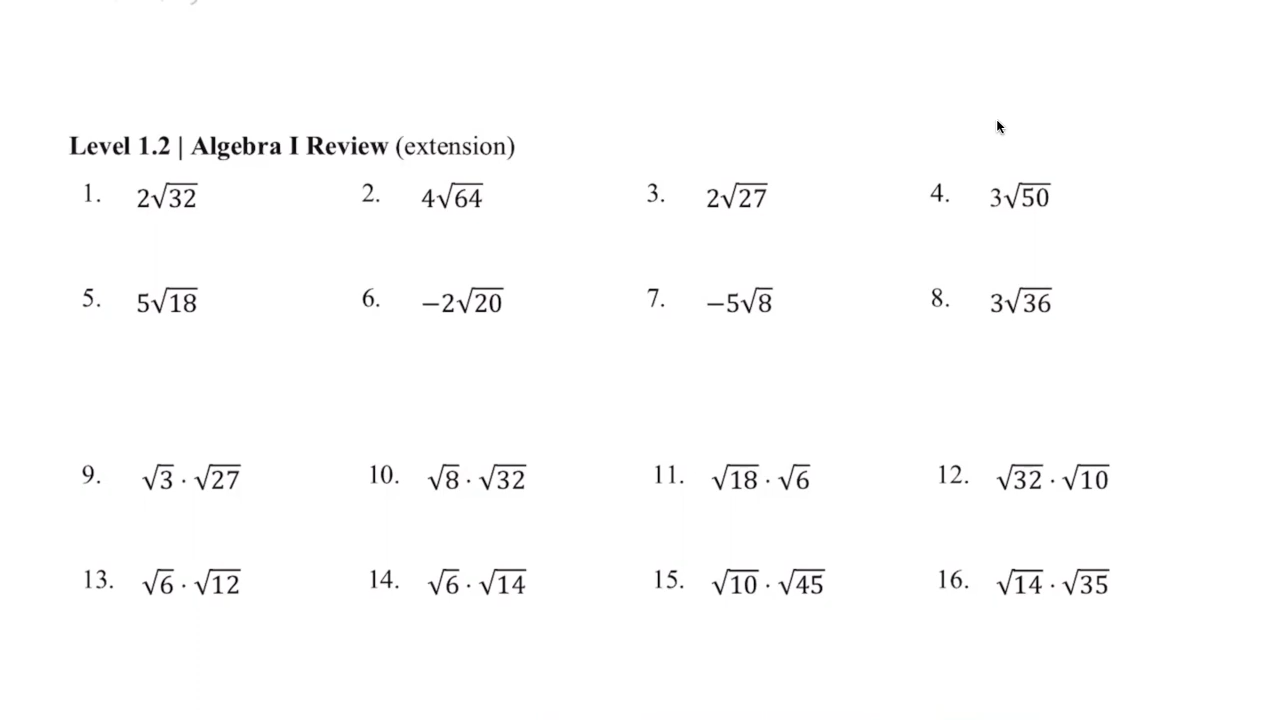 Level 1.2 | Algebra I Review (extension)
1. 2√32 2. 4√64 3. 2√27 4. 3√50
5. 5√18 6. −2√20 7. −5√8 8. 3√36
9. √3 · √27 10. √8 · √32 11. √18 · √6 12. √32 · √10
13. √6 · √12 14. √6 · √14 15. √10 · √45 16. √14 · √35